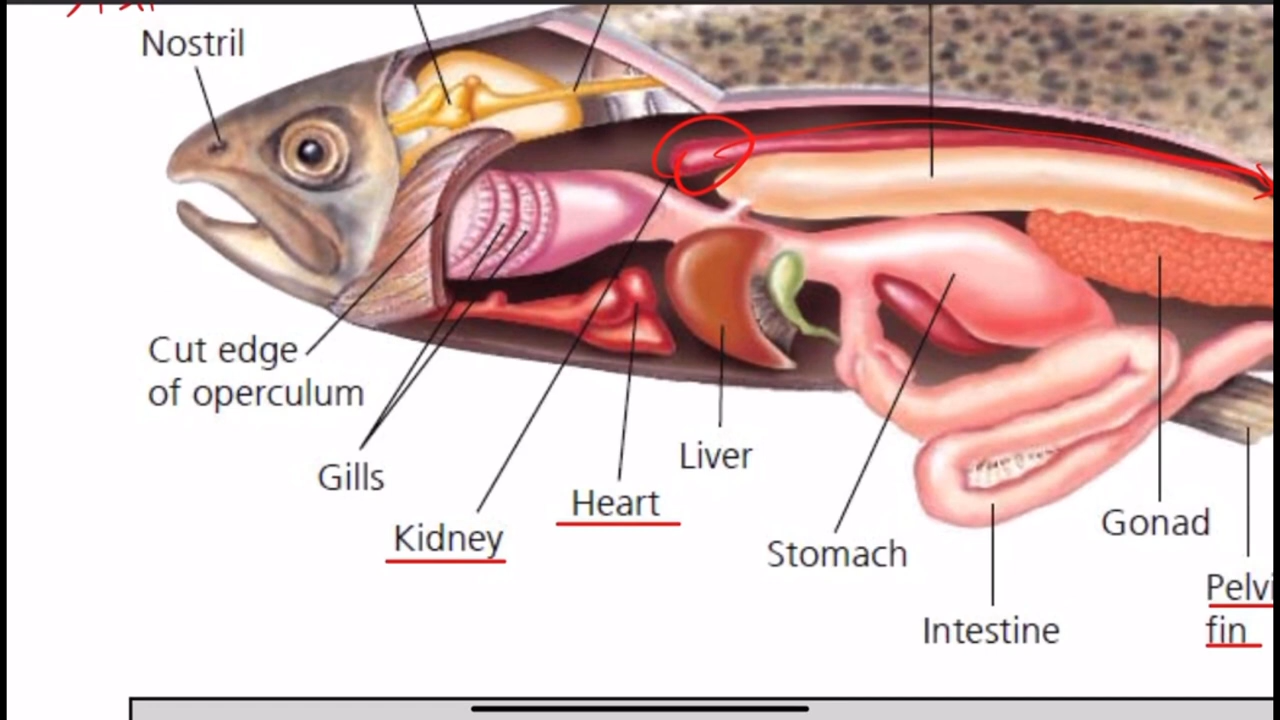 Nostril
Cut edge
of operculum
Gills
Kidney
Heart
Liver
Stomach
Intestine
Gonad
Pelvi
fin